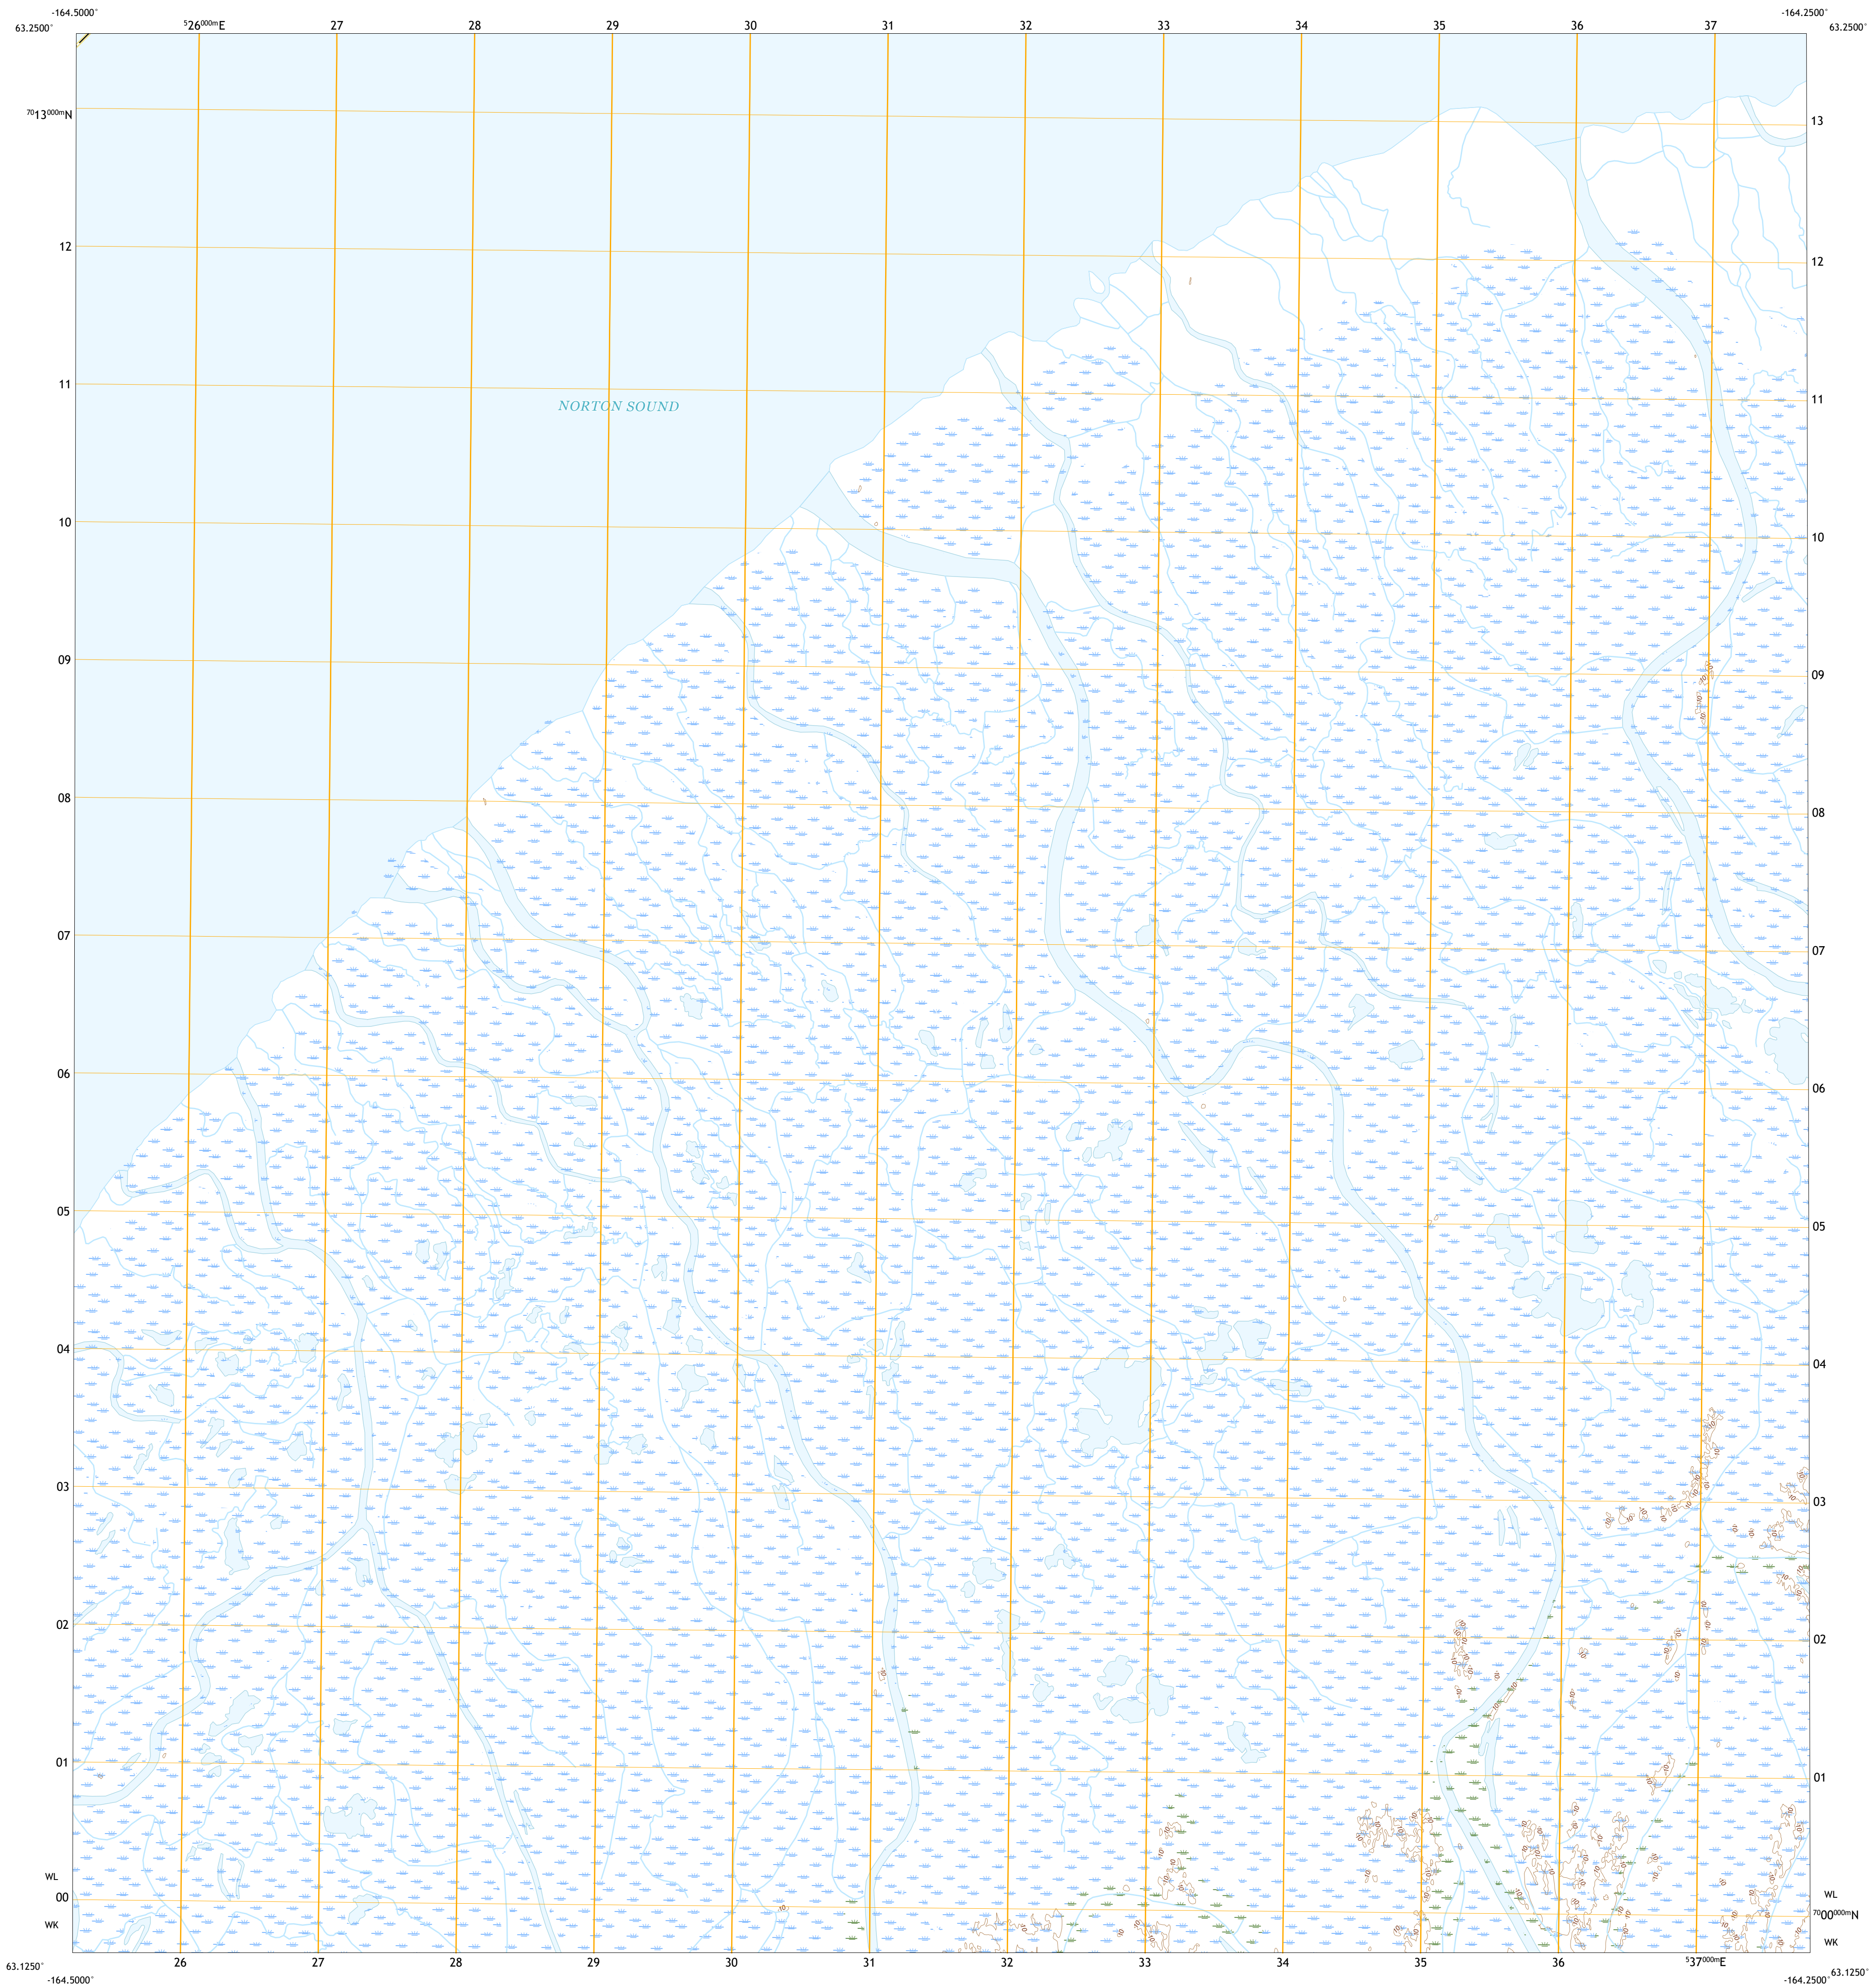 -164.5000° -164.2500°
63.2500° 526000mE 27 28 29 30 31 32 33 34 35 36 37 63.2500°
7013000mN 13
12 12
11 11
NORTON SOUND
10 10
09 09
08 08
07 07
06 06
05 05
04 04
03 03
02 02
01 01
WL WL
00 7000000mN
WK WK
63.1250° 26 27 28 29 30 31 32 33 34 35 36 537000mE 63.1250°
-164.5000° -164.2500°